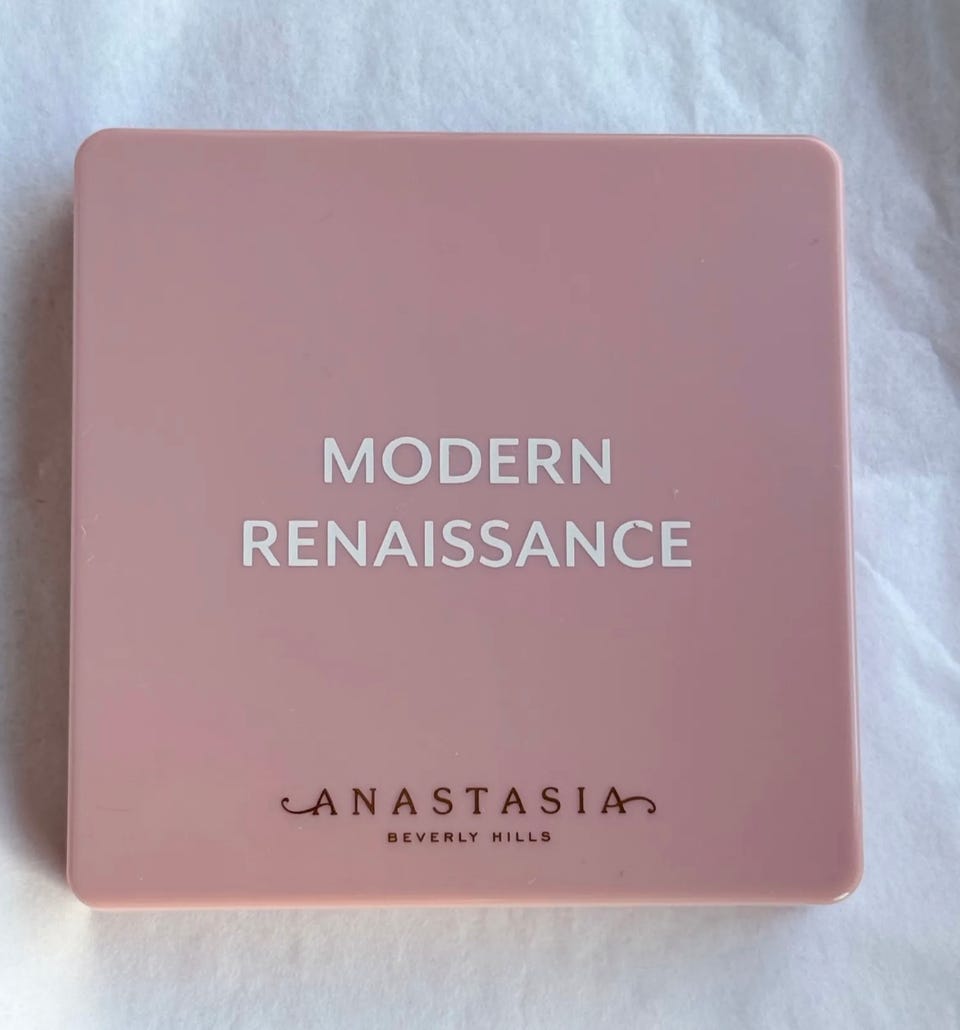 MODERN
RENAISSANCE
ANASTASIA
BEVERLY HILLS